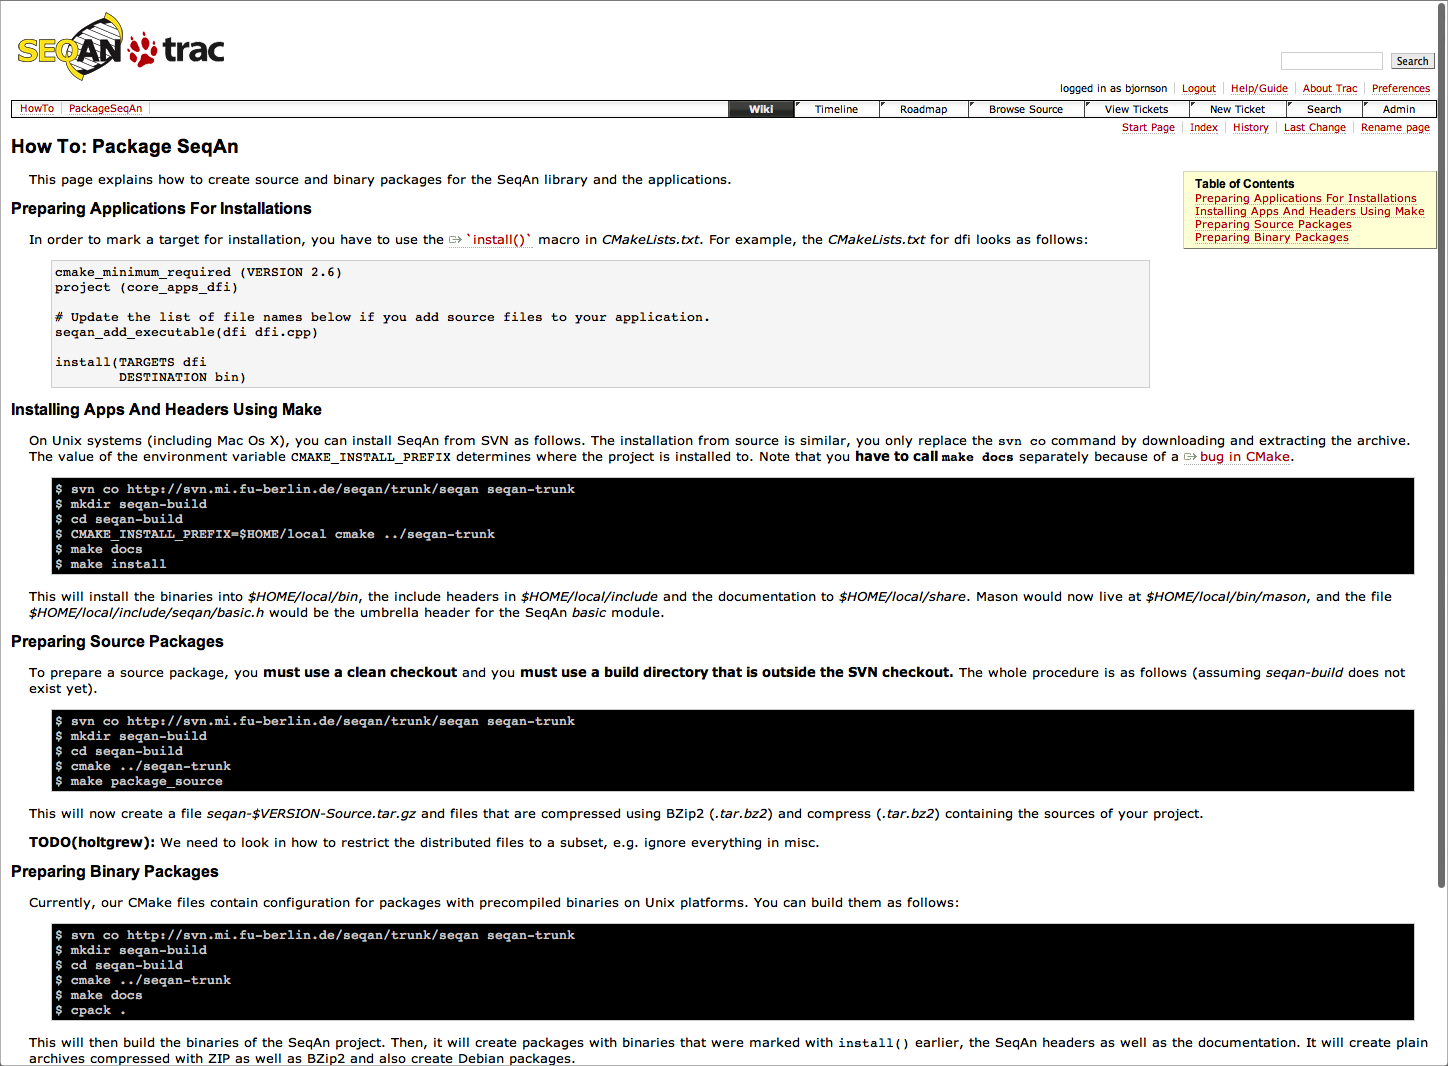 SEQAN trac
Search
logged in as bjornson Logout Help/Guide About Trac Preferences
HowTo PackageSeqAn Wiki Timeline Roadmap Browse Source View Tickets New Ticket Search Admin
Start Page Index History Last Change Rename page
How To: Package SeqAn
This page explains how to create source and binary packages for the SeqAn library and the applications.
Table of Contents
Preparing Applications For Installations
Installing Apps And Headers Using Make
Preparing Source Packages
Preparing Binary Packages
Preparing Applications For Installations
In order to mark a target for installation, you have to use the `install()` macro in CMakeLists.txt. For example, the CMakeLists.txt for dfi looks as follows:
cmake_minimum_required (VERSION 2.6)
project (core_apps_dfi)
# Update the list of file names below if you add source files to your application.
seqan_add_executable(dfi dfi.cpp)
install(TARGETS dfi
DESTINATION bin)
Installing Apps And Headers Using Make
On Unix systems (including Mac Os X), you can install SeqAn from SVN as follows. The installation from source is similar, you only replace the svn co command by downloading and extracting the archive.
The value of the environment variable CMAKE_INSTALL_PREFIX determines where the project is installed to. Note that you have to call make docs separately because of a bug in CMake.
$ svn co http://svn.mi.fu-berlin.de/seqan/trunk/seqan seqan-trunk
$ mkdir seqan-build
$ cd seqan-build
$ CMAKE_INSTALL_PREFIX=$HOME/local cmake ../seqan-trunk
$ make docs
$ make install
This will install the binaries into $HOME/local/bin, the include headers in $HOME/local/include and the documentation to $HOME/local/share. Mason would now live at $HOME/local/bin/mason, and the file
$HOME/local/include/seqan/basic.h would be the umbrella header for the SeqAn basic module.
Preparing Source Packages
To prepare a source package, you must use a clean checkout and you must use a build directory that is outside the SVN checkout. The whole procedure is as follows (assuming seqan-build does not
exist yet).
$ svn co http://svn.mi.fu-berlin.de/seqan/trunk/seqan seqan-trunk
$ mkdir seqan-build
$ cd seqan-build
$ cmake ../seqan-trunk
$ make package_source
This will now create a file seqan-$VERSION-Source.tar.gz and files that are compressed using BZip2 (.tar.bz2) and compress (.tar.bz2) containing the sources of your project.
TODO(holtgrew): We need to look in how to restrict the distributed files to a subset, e.g. ignore everything in misc.
Preparing Binary Packages
Currently, our CMake files contain configuration for packages with precompiled binaries on Unix platforms. You can build them as follows:
$ svn co http://svn.mi.fu-berlin.de/seqan/trunk/seqan seqan-trunk
$ mkdir seqan-build
$ cd seqan-build
$ cmake ../seqan-trunk
$ make docs
$ cpack .
This will then build the binaries of the SeqAn project. Then, it will create packages with binaries that were marked with install() earlier, the SeqAn headers as well as the documentation. It will create plain
archives compressed with ZIP as well as BZip2 and also create Debian packages.